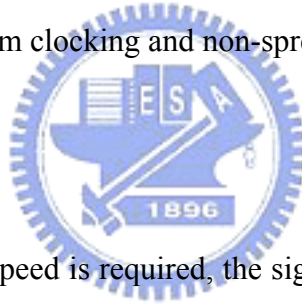 m clocking and non-spre
E S A
1896
peed is required, the sig